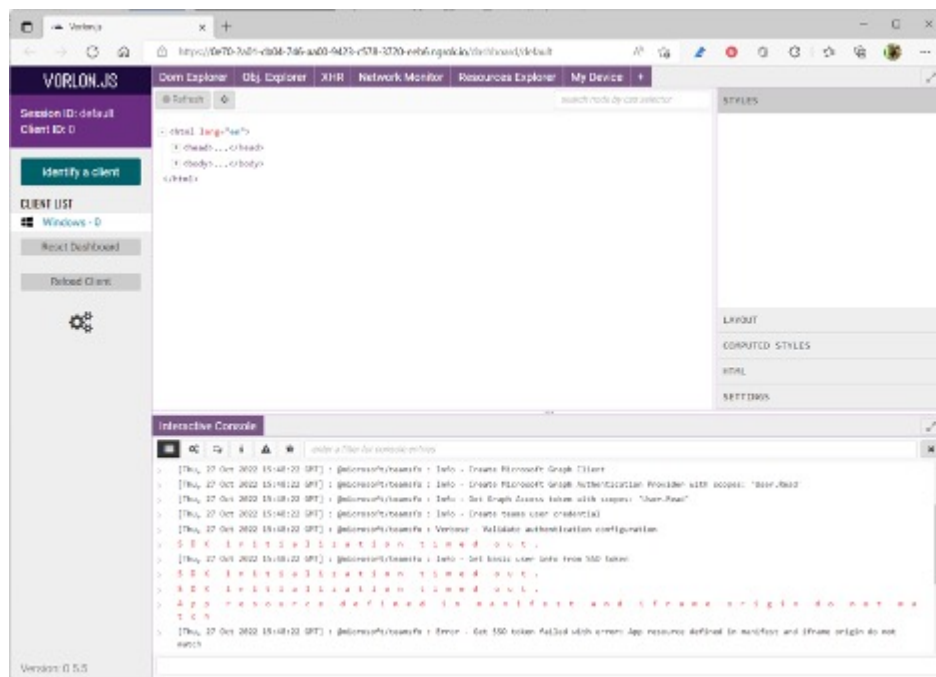 Vorlon.js
VORLON.JS
Session ID: default
Client ID: 0
Identify a client
CLIENT LIST
Windows - 0
Reset Dashboard
Reload Client
Version: 0.5.5
Dom Explorer Obj. Explorer XHR Network Monitor Resources Explorer My Device +
Refresh
search node by css selector
<html lang="en">
<head>...</head>
<body>...</body>
</html>
STYLES
LAYOUT
COMPUTED STYLES
HTML
SETTINGS
Interactive Console
enter a filter for console entries
[Thu, 27 Oct 2022 15:48:22 GMT] : @microsoft/teamsfx : Info - Create Microsoft Graph Client
[Thu, 27 Oct 2022 15:48:22 GMT] : @microsoft/teamsfx : Info - Create Microsoft Graph Authentication Provider with scopes: 'User.Read'
[Thu, 27 Oct 2022 15:48:22 GMT] : @microsoft/teamsfx : Info - Get Graph Access token with scopes: 'User.Read'
[Thu, 27 Oct 2022 15:48:22 GMT] : @microsoft/teamsfx : Info - Create teams user credential
[Thu, 27 Oct 2022 15:48:22 GMT] : @microsoft/teamsfx : Verbose - Validate authentication configuration
SDK initialization timed out.
[Thu, 27 Oct 2022 15:48:22 GMT] : @microsoft/teamsfx : Info - Get basic user info from SSO token
SDK initialization timed out.
SDK initialization timed out.
App resource defined in manifest and iframe origin do not ma
tch
[Thu, 27 Oct 2022 15:48:22 GMT] : @microsoft/teamsfx : Error - Get SSO token failed with error: App resource defined in manifest and iframe origin do not
match